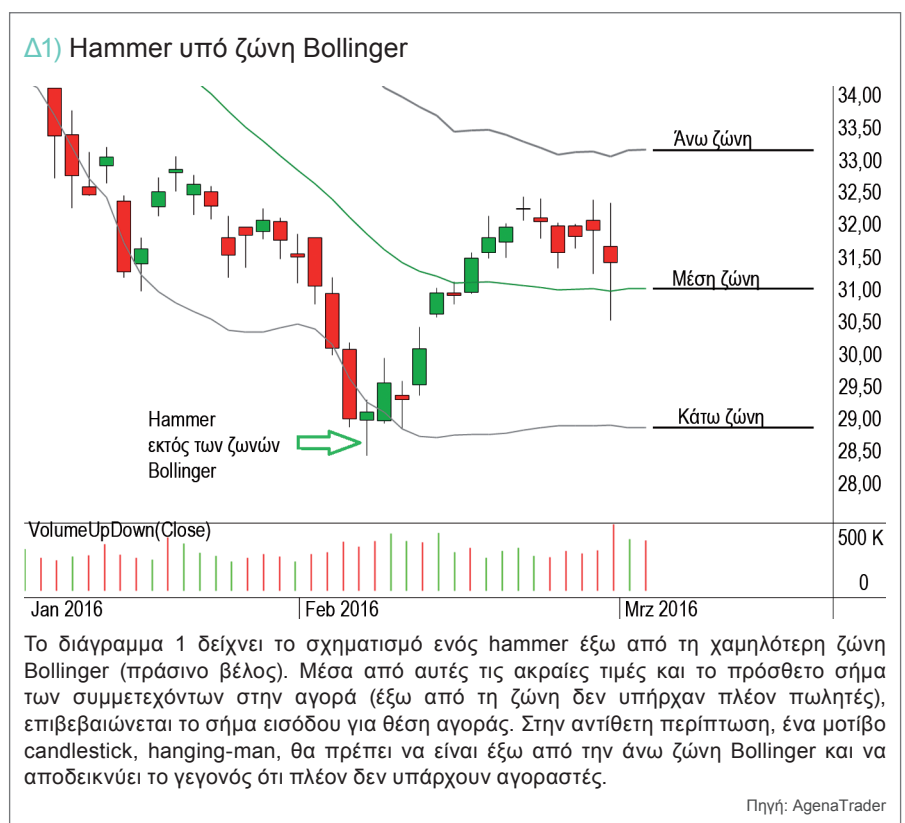 Δ1) Hammer υπό ζώνη Bollinger
34,00
33,50
33,00
32,50
32,00
31,50
31,00
30,50
30,00
29,50
29,00
28,50
28,00
Άνω ζώνη
Μέση ζώνη
Κάτω ζώνη
Hammer
εκτός των ζωνών
Bollinger
VolumeUpDown(Close)
500 K
0
Jan 2016
Feb 2016
Mrz 2016
Το διάγραμμα 1 δείχνει το σχηματισμό ενός hammer έξω από τη χαμηλότερη ζώνη
Bollinger (πράσινο βέλος). Μέσα από αυτές τις ακραίες τιμές και το πρόσθετο σήμα
των συμμετεχόντων στην αγορά (έξω από τη ζώνη δεν υπήρχαν πλέον πωλητές),
επιβεβαιώνεται το σήμα εισόδου για θέση αγοράς. Στην αντίθετη περίπτωση, ένα μοτίβο
candlestick, hanging-man, θα πρέπει να είναι έξω από την άνω ζώνη Bollinger και να
αποδεικνύει το γεγονός ότι πλέον δεν υπάρχουν αγοραστές.
Πηγή: AgenaTrader